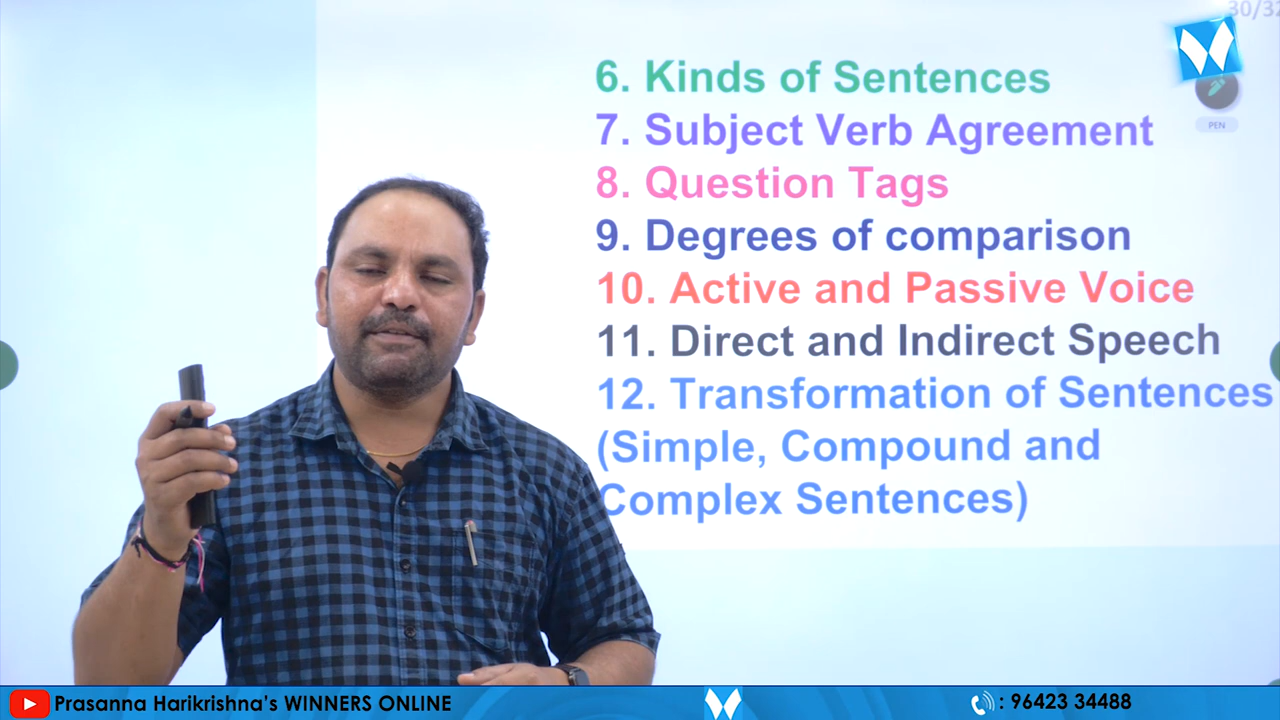 30/32
6. Kinds of Sentences
7. Subject Verb Agreement
PEN
8. Question Tags
9. Degrees of comparison
10. Active and Passive Voice
11. Direct and Indirect Speech
12. Transformation of Sentences
(Simple, Compound and
Complex Sentences)
Prasanna Harikrishna's WINNERS ONLINE
: 96423 34488